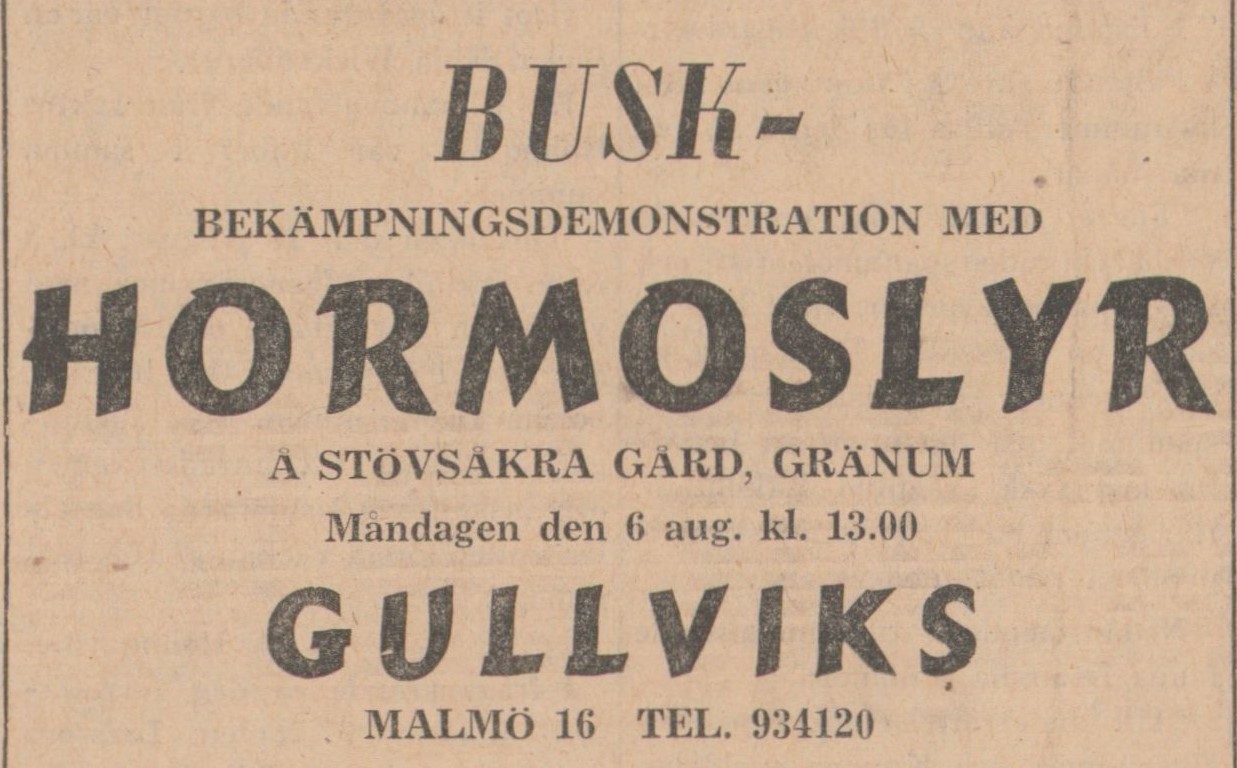 BUSK-
BEKÄMPNINGSDEMONSTRATION MED
HORMOSLYR
Å STÖVSÅKRA GÅRD, GRÄNUM
Måndagen den 6 aug. kl. 13.00
GULLVIKS
MALMÖ 16 TEL. 934120